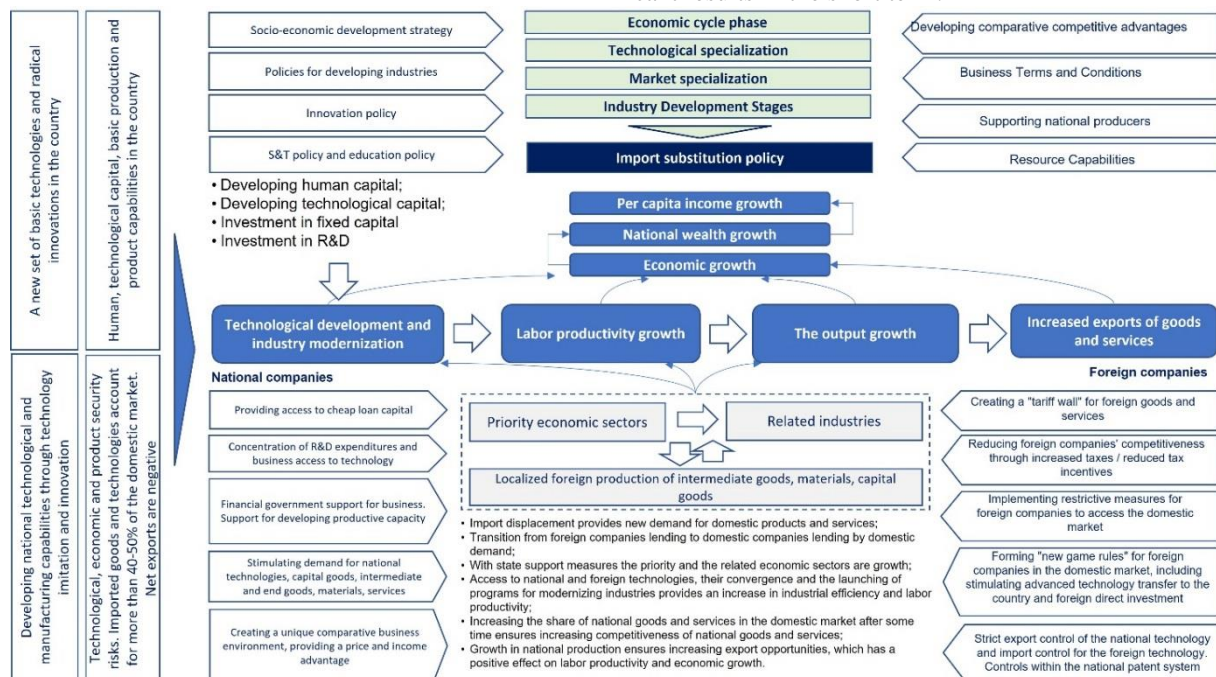 Economic cycle phase
Technological specialization
Market specialization
Industry Development Stages
Import substitution policy
Socio-economic development strategy
Policies for developing industries
Innovation policy
S&T policy and education policy
Developing comparative competitive advantages
Business Terms and Conditions
Supporting national producers
Resource Capabilities
A new set of basic technologies and radical
innovations in the country
Human, technological capital, basic production and
product capabilities in the country
• Developing human capital;
• Developing technological capital;
• Investment in fixed capital
• Investment in R&D
Per capita income growth
National wealth growth
Economic growth
Technological development and
industry modernization
Labor productivity growth
The output growth
Increased exports of goods
and services
Developing national technological and
manufacturing capabilities through technology
imitation and innovation
Technological, economic and product security
risks. Imported goods and technologies account
for more than 40-50% of the domestic market.
Net exports are negative
National companies
Providing access to cheap loan capital
Concentration of R&D expenditures and
business access to technology
Financial government support for business.
Support for developing productive capacity
Stimulating demand for national
technologies, capital goods, intermediate
and end goods, materials, services
Creating a unique comparative business
environment, providing a price and income
advantage
Priority economic sectors
Related industries
Localized foreign production of intermediate goods, materials, capital
goods
• Import displacement provides new demand for domestic products and services;
• Transition from foreign companies lending to domestic companies lending by domestic
demand;
• With state support measures the priority and the related economic sectors are growth;
• Access to national and foreign technologies, their convergence and the launching of
programs for modernizing industries provides an increase in industrial efficiency and labor
productivity;
• Increasing the share of national goods and services in the domestic market after some
time ensures increasing competitiveness of national goods and services;
• Growth in national production ensures increasing export opportunities, which has a
positive effect on labor productivity and economic growth.
Foreign companies
Creating a "tariff wall" for foreign goods and
services
Reducing foreign companies' competitiveness
through increased taxes / reduced tax
incentives
Implementing restrictive measures for
foreign companies to access the domestic
market
Forming "new game rules" for foreign
companies in the domestic market, including
stimulating advanced technology transfer to the
country and foreign direct investment
Strict export control of the national technology
and import control for the foreign technology.
Controls within the national patent system